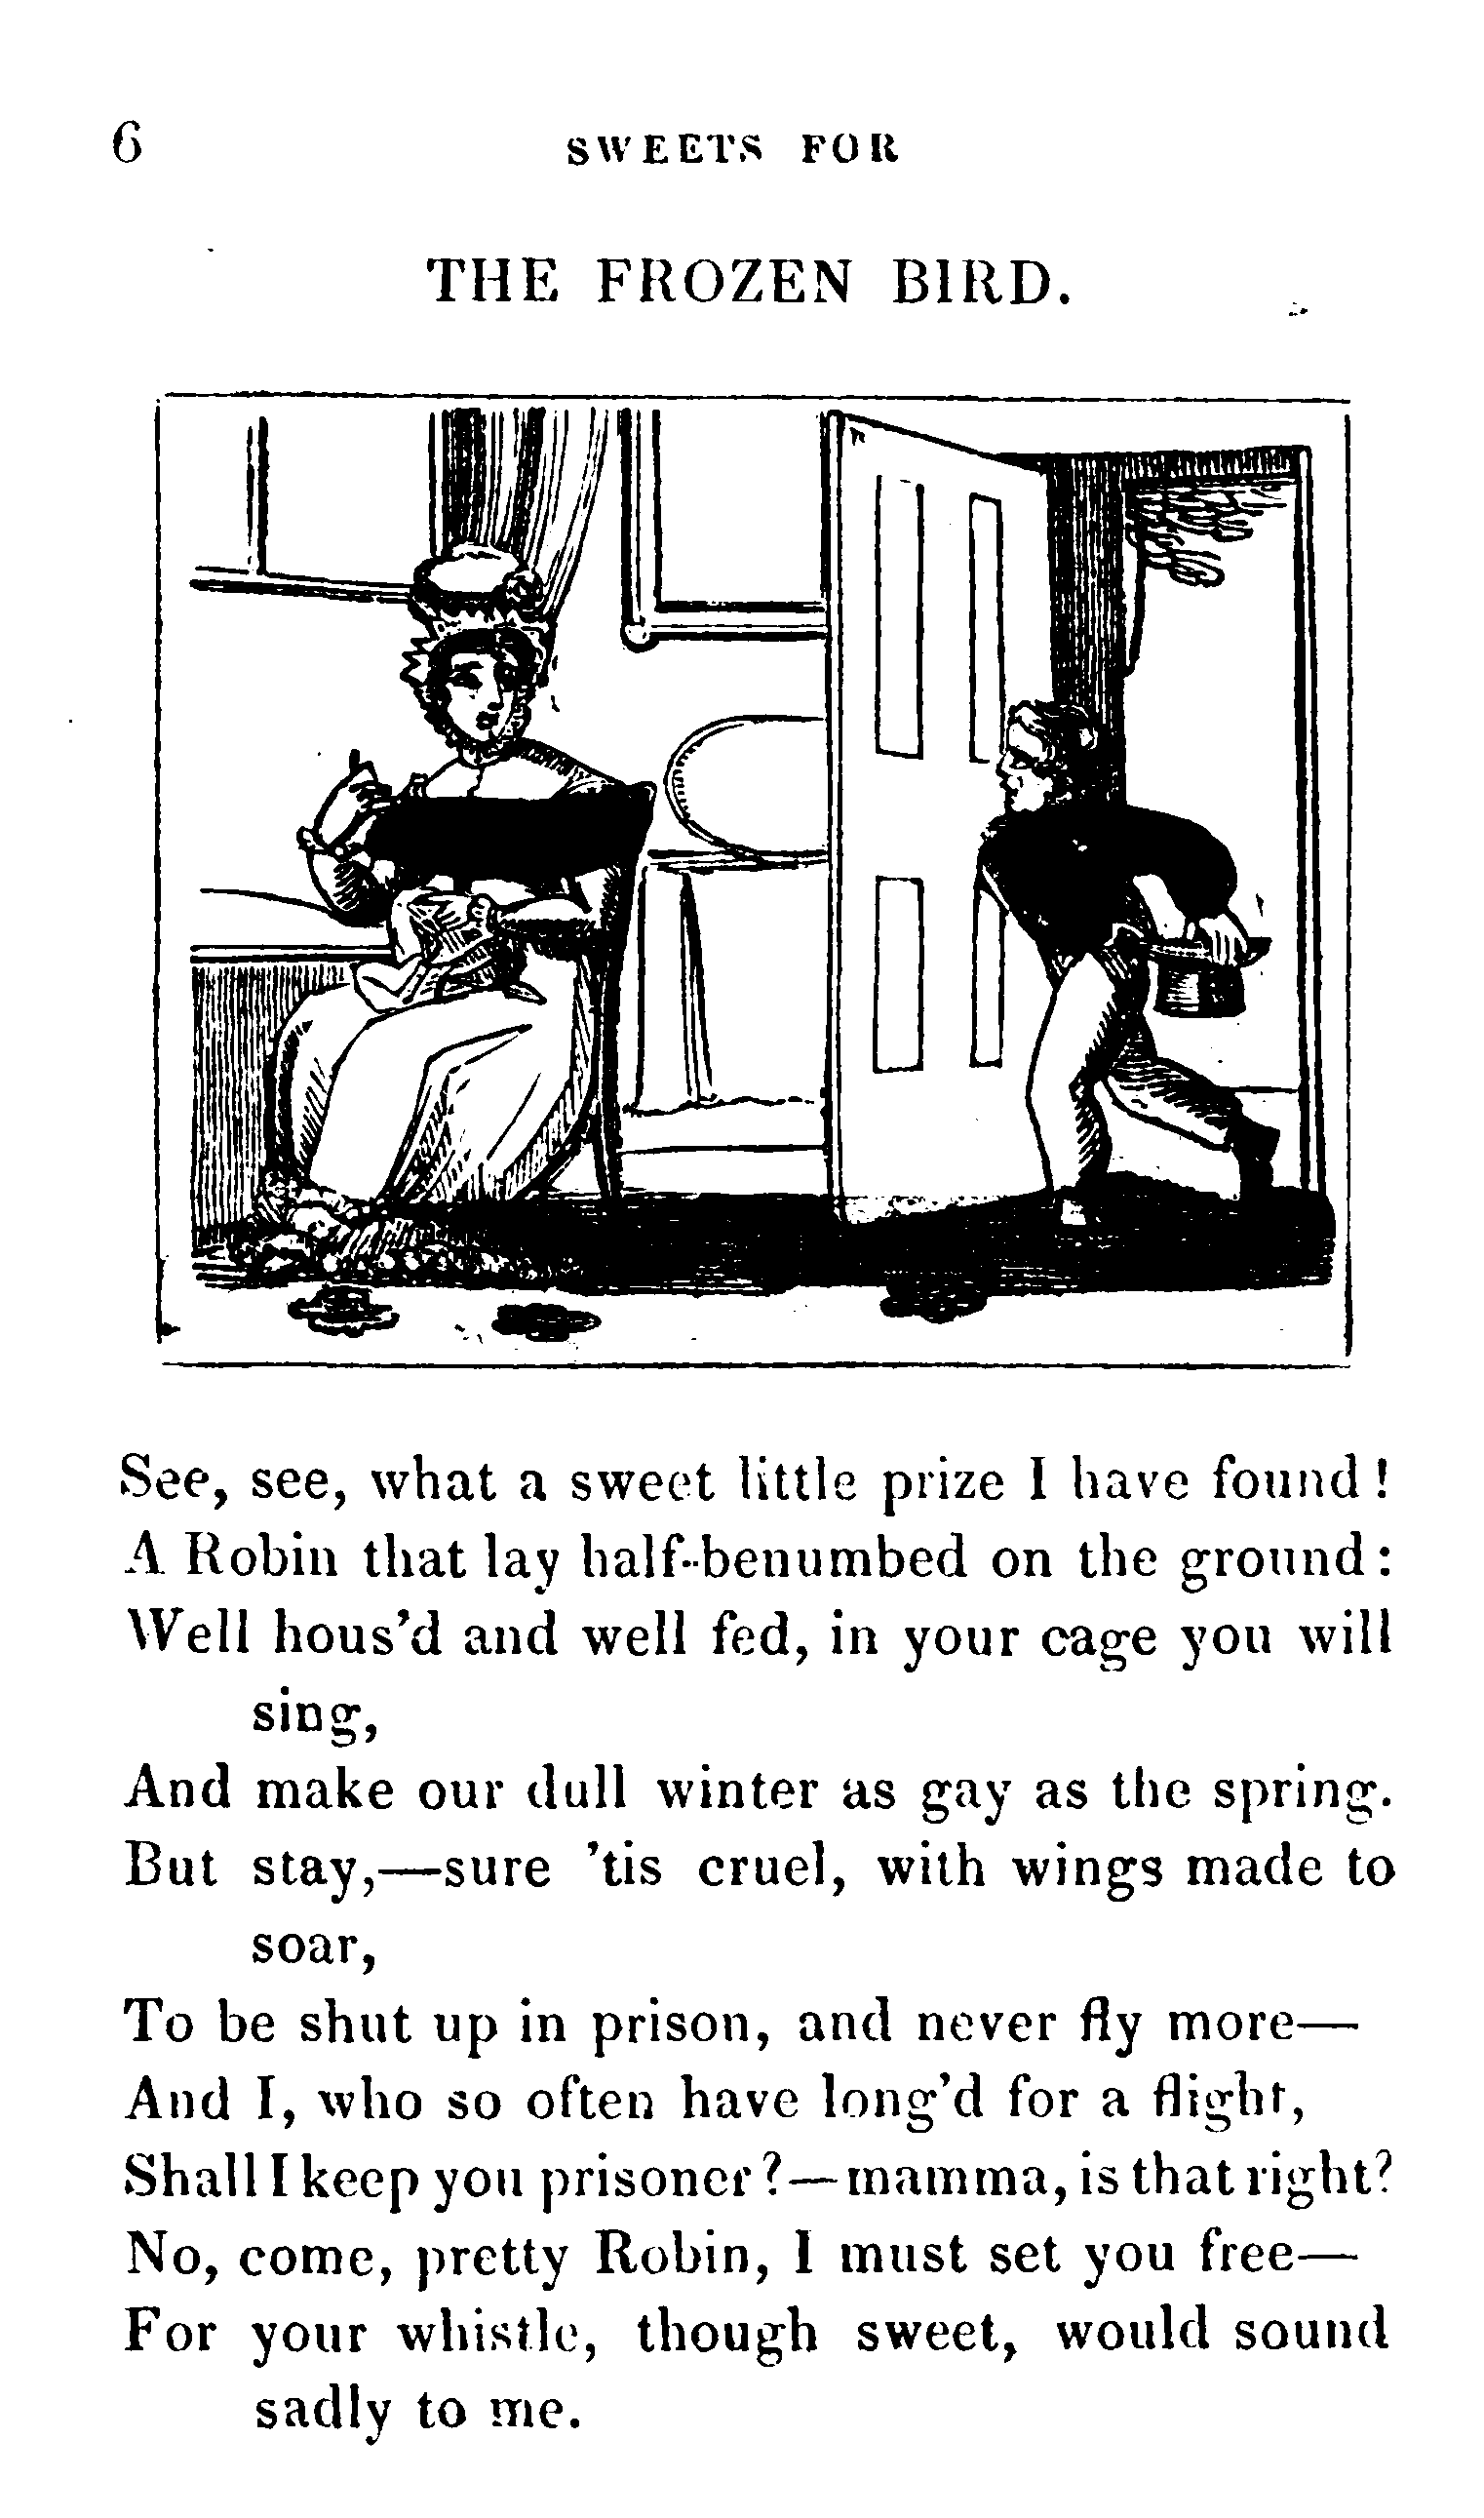 6
SWEETS FOR
THE FROZEN BIRD.
See, see, what a sweet little prize I have found!
A Robin that lay half-benumbed on the ground:
Well hous'd and well fed, in your cage you will
sing,
And make our dull winter as gay as the spring.
But stay,—sure 'tis cruel, with wings made to
soar,
To be shut up in prison, and never fly more—
And I, who so often have long'd for a flight,
Shall I keep you prisoner?—mamma, is that right?
No, come, pretty Robin, I must set you free—
For your whistle, though sweet, would sound
sadly to me.